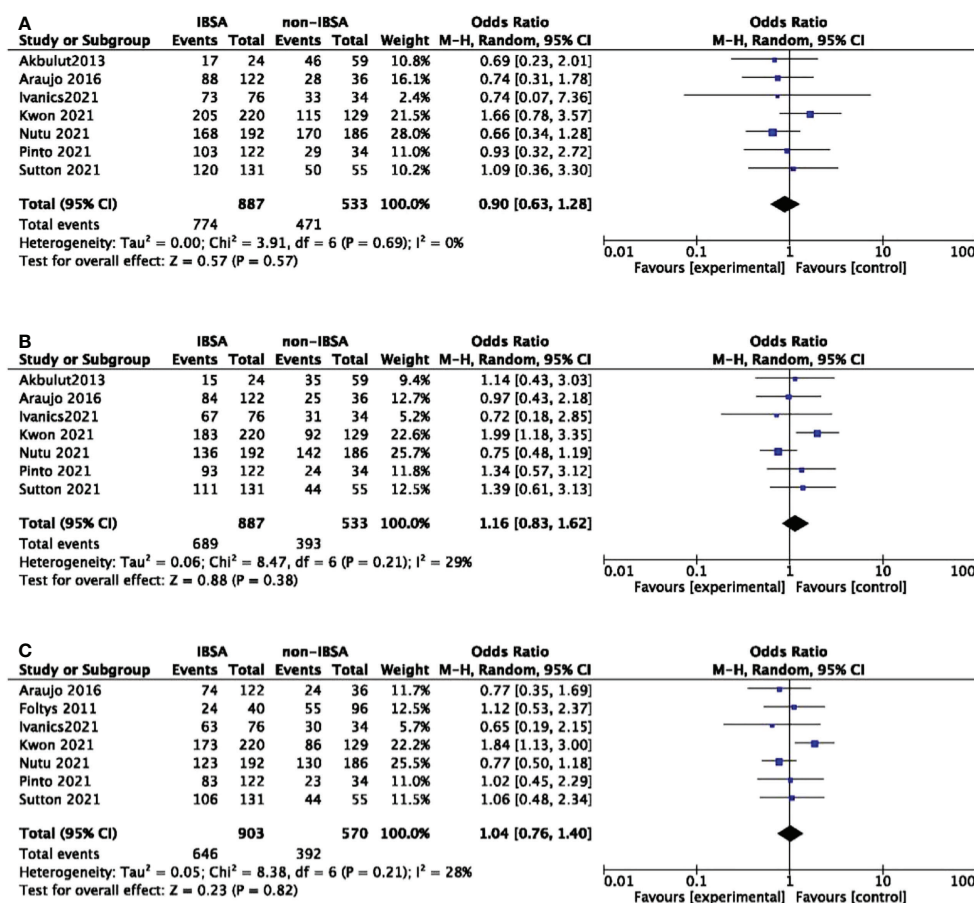 A
IBSA non-IBSA Odds Ratio Odds Ratio
Study or Subgroup Events Total Events Total Weight M-H, Random, 95% CI M-H, Random, 95% CI
Akbulut2013 17 24 46 59 10.8% 0.69 [0.23, 2.01]
Araujo 2016 88 122 28 36 16.1% 0.74 [0.31, 1.78]
Ivanics2021 73 76 33 34 2.4% 0.74 [0.07, 7.36]
Kwon 2021 205 220 115 129 21.5% 1.66 [0.78, 3.57]
Nutu 2021 168 192 170 186 28.0% 0.66 [0.34, 1.28]
Pinto 2021 103 122 29 34 11.0% 0.93 [0.32, 2.72]
Sutton 2021 120 131 50 55 10.2% 1.09 [0.36, 3.30]
Total (95% CI) 887 533 100.0% 0.90 [0.63, 1.28]
Total events 774 471
Heterogeneity: Tau² = 0.00; Chi² = 3.91, df = 6 (P = 0.69); I² = 0%
Test for overall effect: Z = 0.57 (P = 0.57)
0.01 0.1 1 10 100
Favours [experimental] Favours [control]
B
IBSA non-IBSA Odds Ratio Odds Ratio
Study or Subgroup Events Total Events Total Weight M-H, Random, 95% CI M-H, Random, 95% CI
Akbulut2013 15 24 35 59 9.4% 1.14 [0.43, 3.03]
Araujo 2016 84 122 25 36 12.7% 0.97 [0.43, 2.18]
Ivanics2021 67 76 31 34 5.2% 0.72 [0.18, 2.85]
Kwon 2021 183 220 92 129 22.6% 1.99 [1.18, 3.35]
Nutu 2021 136 192 142 186 25.7% 0.75 [0.48, 1.19]
Pinto 2021 93 122 24 34 11.8% 1.34 [0.57, 3.12]
Sutton 2021 111 131 44 55 12.5% 1.39 [0.61, 3.13]
Total (95% CI) 887 533 100.0% 1.16 [0.83, 1.62]
Total events 689 393
Heterogeneity: Tau² = 0.06; Chi² = 8.47, df = 6 (P = 0.21); I² = 29%
Test for overall effect: Z = 0.88 (P = 0.38)
0.01 0.1 1 10 100
Favours [experimental] Favours [control]
C
IBSA non-IBSA Odds Ratio Odds Ratio
Study or Subgroup Events Total Events Total Weight M-H, Random, 95% CI M-H, Random, 95% CI
Araujo 2016 74 122 24 36 11.7% 0.77 [0.35, 1.69]
Foltys 2011 24 40 55 96 12.5% 1.12 [0.53, 2.37]
Ivanics2021 63 76 30 34 5.7% 0.65 [0.19, 2.15]
Kwon 2021 173 220 86 129 22.2% 1.84 [1.13, 3.00]
Nutu 2021 123 192 130 186 25.5% 0.77 [0.50, 1.18]
Pinto 2021 83 122 23 34 11.0% 1.02 [0.45, 2.29]
Sutton 2021 106 131 44 55 11.5% 1.06 [0.48, 2.34]
Total (95% CI) 903 570 100.0% 1.04 [0.76, 1.40]
Total events 646 392
Heterogeneity: Tau² = 0.05; Chi² = 8.38, df = 6 (P = 0.21); I² = 28%
Test for overall effect: Z = 0.23 (P = 0.82)
0.01 0.1 1 10 100
Favours [experimental] Favours [control]